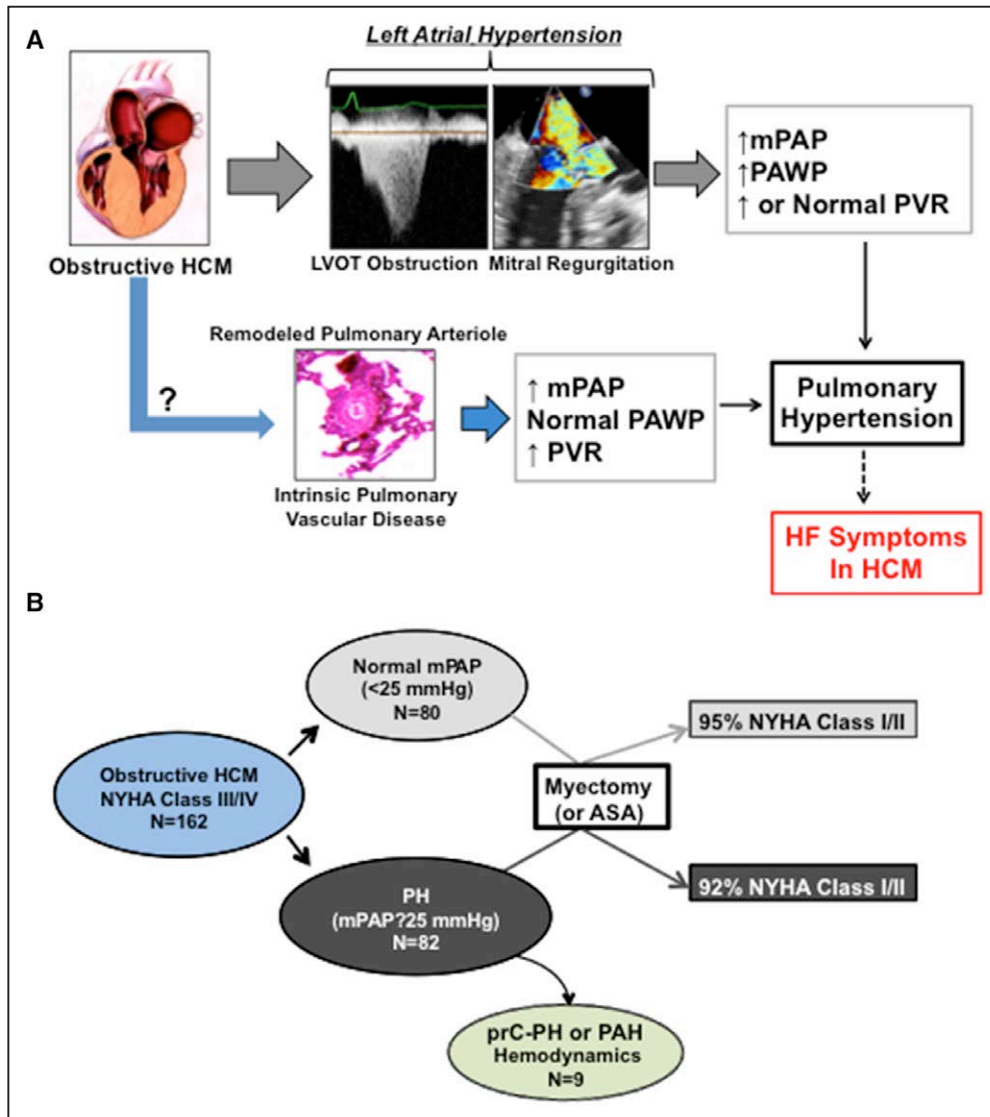 A
Left Atrial Hypertension
Obstructive HCM
LVOT Obstruction
Mitral Regurgitation
↑mPAP
↑PAWP
↑ or Normal PVR
?
Remodeled Pulmonary Arteriole
Intrinsic Pulmonary
Vascular Disease
↑ mPAP
Normal PAWP
↑ PVR
Pulmonary
Hypertension
HF Symptoms
In HCM
B
Obstructive HCM
NYHA Class III/IV
N=162
Normal mPAP
(<25 mmHg)
N=80
PH
(mPAP?25 mmHg)
N=82
Myectomy
(or ASA)
95% NYHA Class I/II
92% NYHA Class I/II
prC-PH or PAH
Hemodynamics
N=9